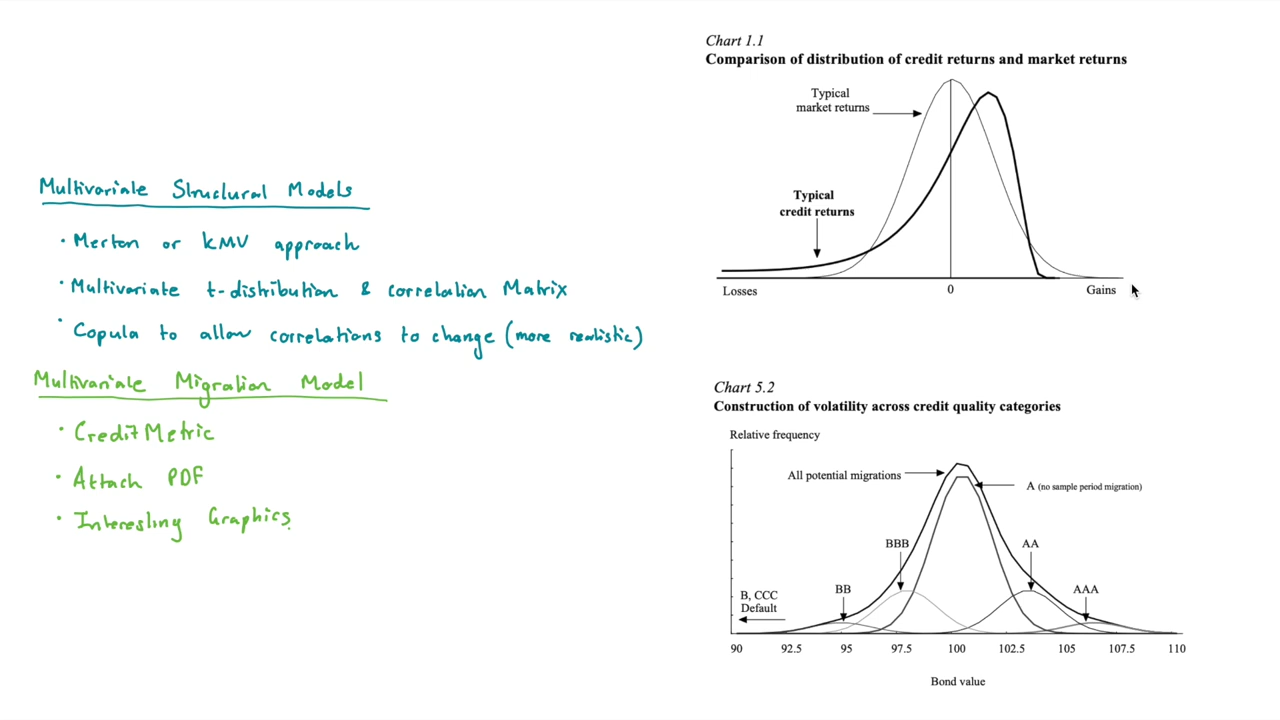 Multivariate Structural Models
· Merton or KMV approach
· Multivariate t-distribution & correlation Matrix
· Copula to allow correlations to change (more realistic)
Multivariate Migration Model
· CreditMetric
· Attach PDF
· Interesting Graphics
Chart 1.1
Comparison of distribution of credit returns and market returns
Typical
market returns
Typical
credit returns
Losses 0 Gains
Chart 5.2
Construction of volatility across credit quality categories
Relative frequency
All potential migrations
A (no sample period migration)
BBB AA
BB AAA
B, CCC
Default
90 92.5 95 97.5 100 102.5 105 107.5 110
Bond value